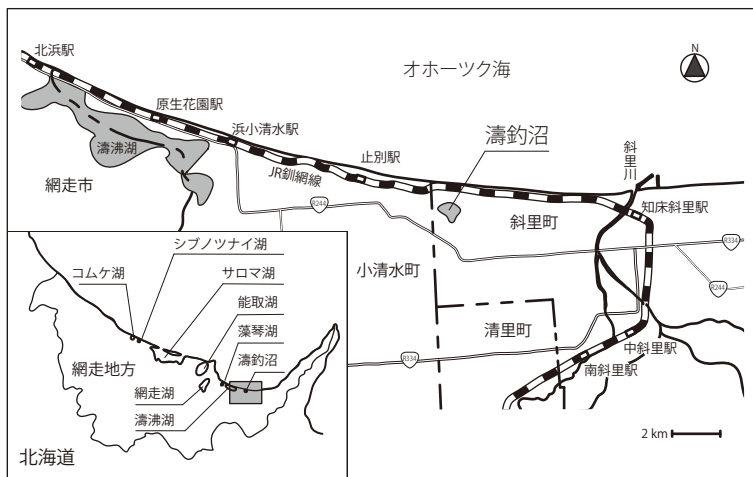 北浜駅
オホーツク海
N
原生花園駅
浜小清水駅
止別駅
濤釣沼
斜里川
濤沸湖
JR釧網線
網走市
知床斜里駅
R244
斜里町
R334
シブノツナイ湖
コムケ湖
サロマ湖
小清水町
R244
能取湖
藻琴湖
清里町
濤釣沼
網走地方
R334
中斜里駅
網走湖
南斜里駅
濤沸湖
2 km
北海道